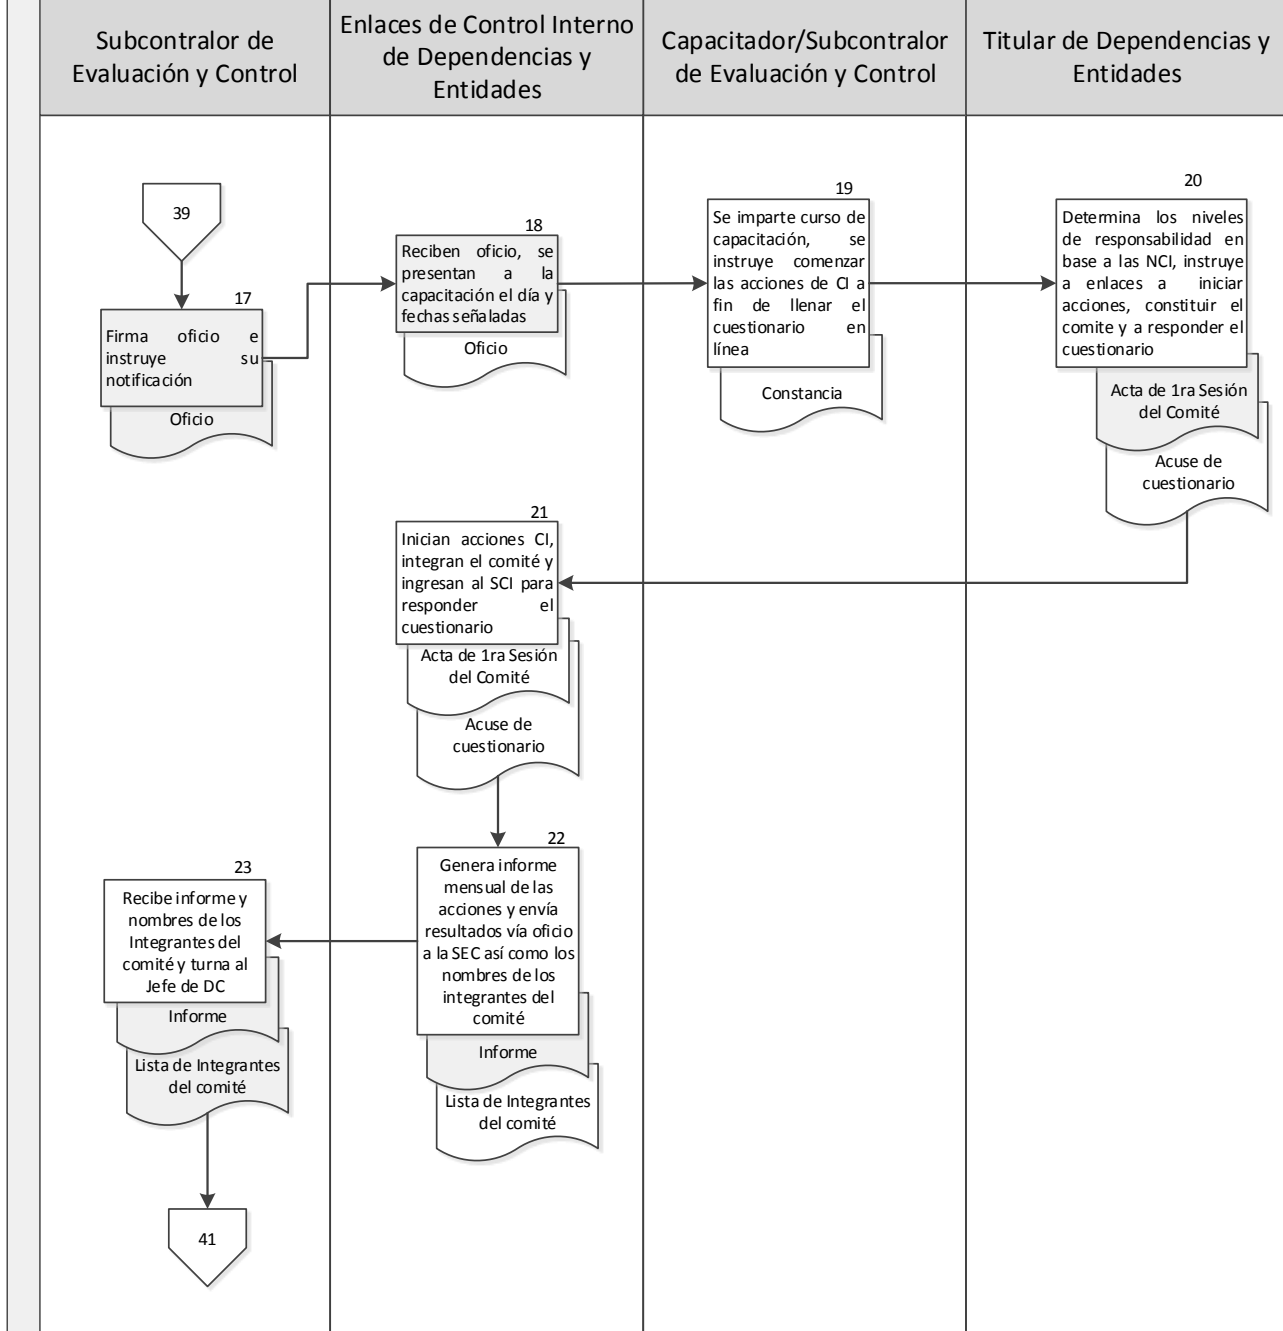 Subcontralor de
Evaluación y Control
Enlaces de Control Interno
de Dependencias y
Entidades
Capacitador/Subcontralor
de Evaluación y Control
Titular de Dependencias y
Entidades
39
17
Firma oficio e
instruye su
notificación
Oficio
18
Reciben oficio, se
presentan a la
capacitación el día y
fechas señaladas
Oficio
19
Se imparte curso de
capacitación, se
instruye comenzar
las acciones de CI a
fin de llenar el
cuestionario en
línea
Constancia
20
Determina los niveles
de responsabilidad en
base a las NCI, instruye
a enlaces a iniciar
acciones, constituir el
comite y a responder el
cuestionario
Acta de 1ra Sesión
del Comité
Acuse de
cuestionario
21
Inician acciones CI,
integran el comité y
ingresan al SCI para
responder el
cuestionario
Acta de 1ra Sesión
del Comité
Acuse de
cuestionario
22
Genera informe
mensual de las
acciones y envía
resultados vía oficio
a la SEC así como los
nombres de los
integrantes del
comité
Informe
Lista de Integrantes
del comité
23
Recibe informe y
nombres de los
Integrantes del
comité y turna al
Jefe de DC
Informe
Lista de Integrantes
del comité
41